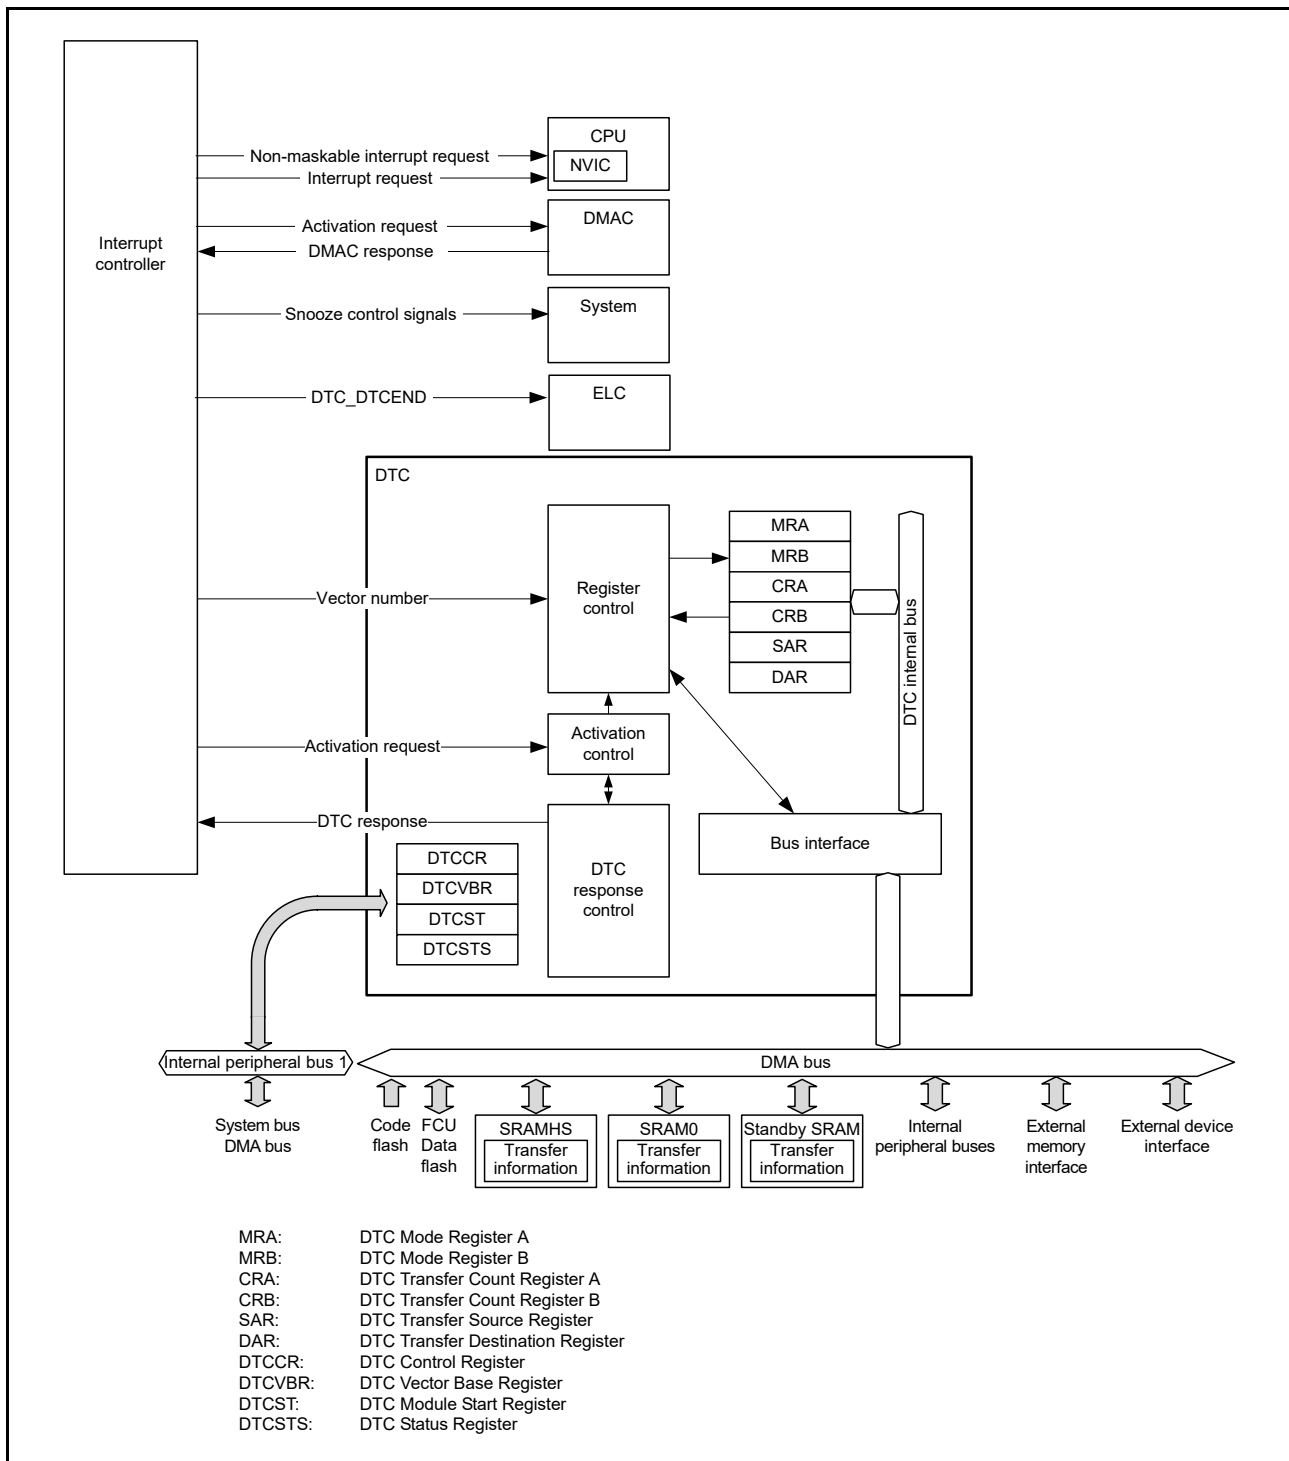 CPU
NVIC
Non-maskable interrupt request
Interrupt request
Interrupt
controller
Activation request
DMAC response
DMAC
Snooze control signals
System
DTC_DTCEND
ELC
DTC
Vector number
Register
control
MRA
MRB
CRA
CRB
SAR
DAR
DTC internal bus
Activation request
Activation
control
DTC response
DTC
response
control
Bus interface
DTCCR
DTCVBR
DTCST
DTCSTS
Internal peripheral bus 1
DMA bus
System bus
DMA bus
Code
flash
FCU
Data
flash
SRAMHS
Transfer
information
SRAM0
Transfer
information
Standby SRAM
Transfer
information
Internal
peripheral buses
External
memory
interface
External device
interface
MRA: DTC Mode Register A
MRB: DTC Mode Register B
CRA: DTC Transfer Count Register A
CRB: DTC Transfer Count Register B
SAR: DTC Transfer Source Register
DAR: DTC Transfer Destination Register
DTCCR: DTC Control Register
DTCVBR: DTC Vector Base Register
DTCST: DTC Module Start Register
DTCSTS: DTC Status Register